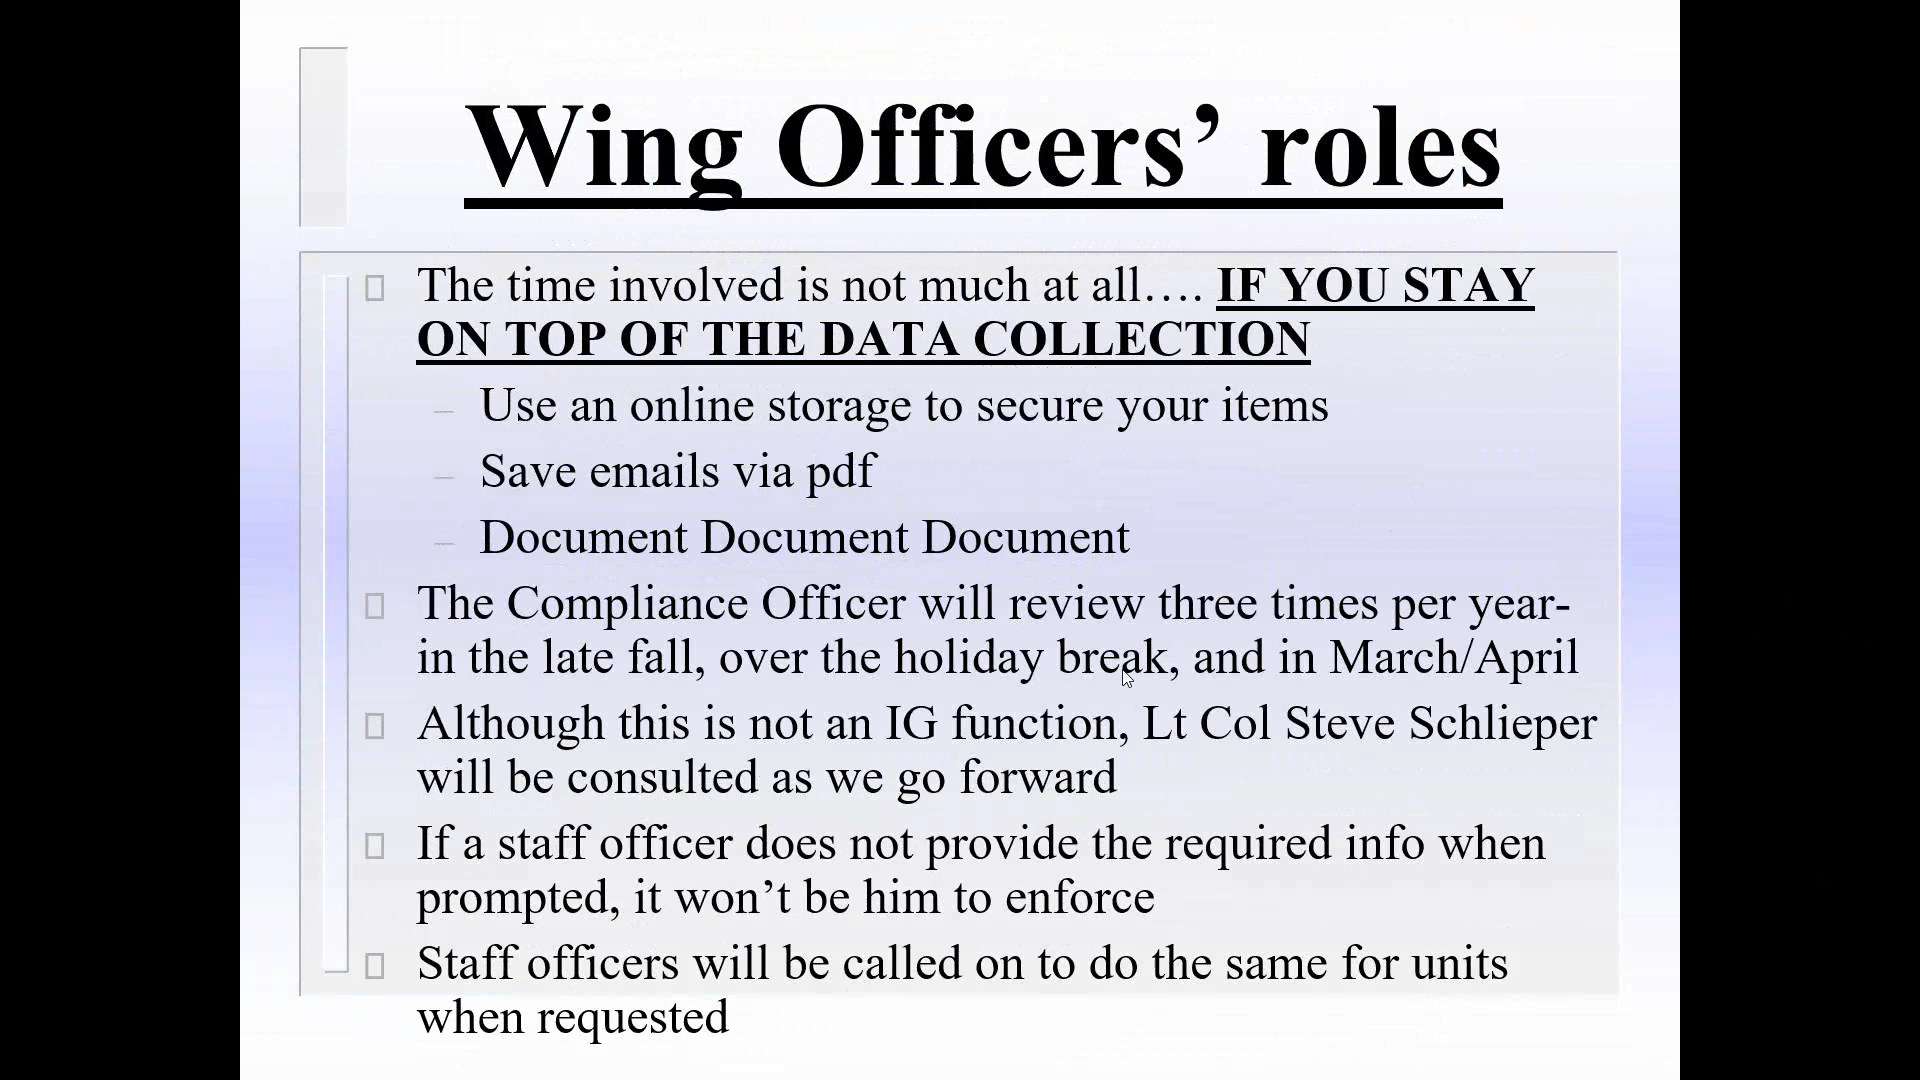 Wing Officers’ roles
The time involved is not much at all…. IF YOU STAY
ON TOP OF THE DATA COLLECTION
– Use an online storage to secure your items
– Save emails via pdf
– Document Document Document
The Compliance Officer will review three times per year-
in the late fall, over the holiday break, and in March/April
Although this is not an IG function, Lt Col Steve Schlieper
will be consulted as we go forward
If a staff officer does not provide the required info when
prompted, it won’t be him to enforce
Staff officers will be called on to do the same for units
when requested